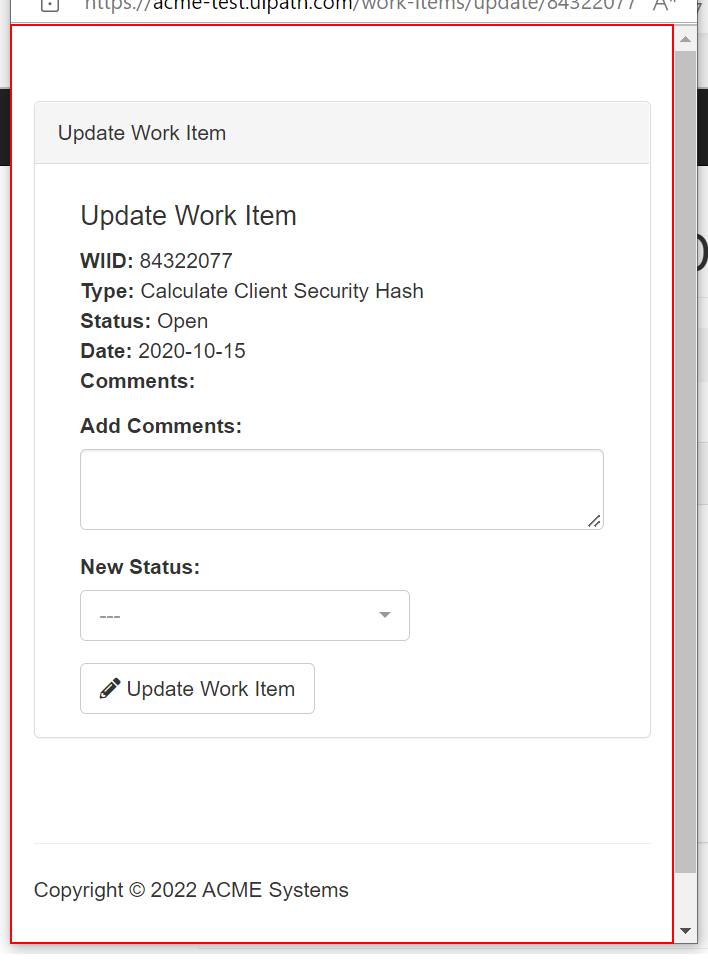 https://acme-test.uipath.com/work-items/update/84322077
Update Work Item
Update Work Item
WIID: 84322077
Type: Calculate Client Security Hash
Status: Open
Date: 2020-10-15
Comments:
Add Comments:
New Status:
---
Update Work Item
Copyright © 2022 ACME Systems